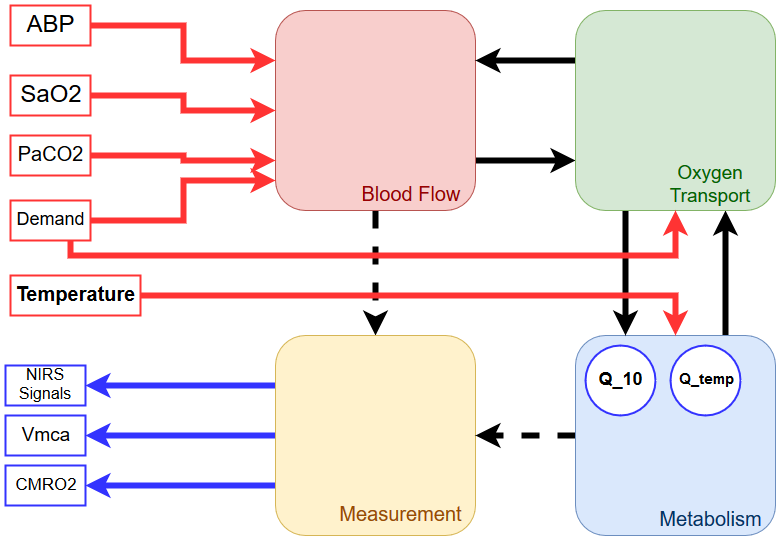 ABP
SaO2
PaCO2
Demand
Temperature
Blood Flow
Oxygen
Transport
NIRS
Signals
Vmca
CMRO2
Measurement
Q_10
Q_temp
Metabolism